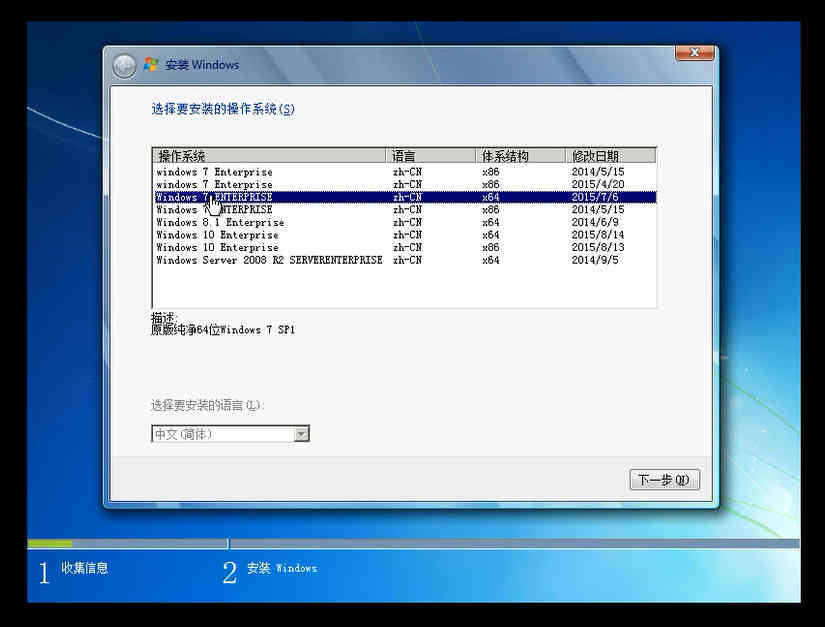 安装 Windows
选择要安装的操作系统(S)
操作系统 语言 体系结构 修改日期
windows 7 Enterprise zh-CN x86 2014/5/15
windows 7 Enterprise zh-CN x86 2015/4/20
Windows 7 ENTERPRISE zh-CN x64 2015/7/6
Windows 7 ENTERPRISE zh-CN x86 2014/5/15
Windows 8.1 Enterprise zh-CN x64 2014/6/9
Windows 10 Enterprise zh-CN x64 2015/8/14
Windows 10 Enterprise zh-CN x86 2015/8/13
Windows Server 2008 R2 SERVERENTERPRISE zh-CN x64 2014/9/5
描述:
原版纯净64位Windows 7 SP1
选择要安装的语言(L):
中文(简体)
下一步(N)
1 收集信息 2 安装 Windows